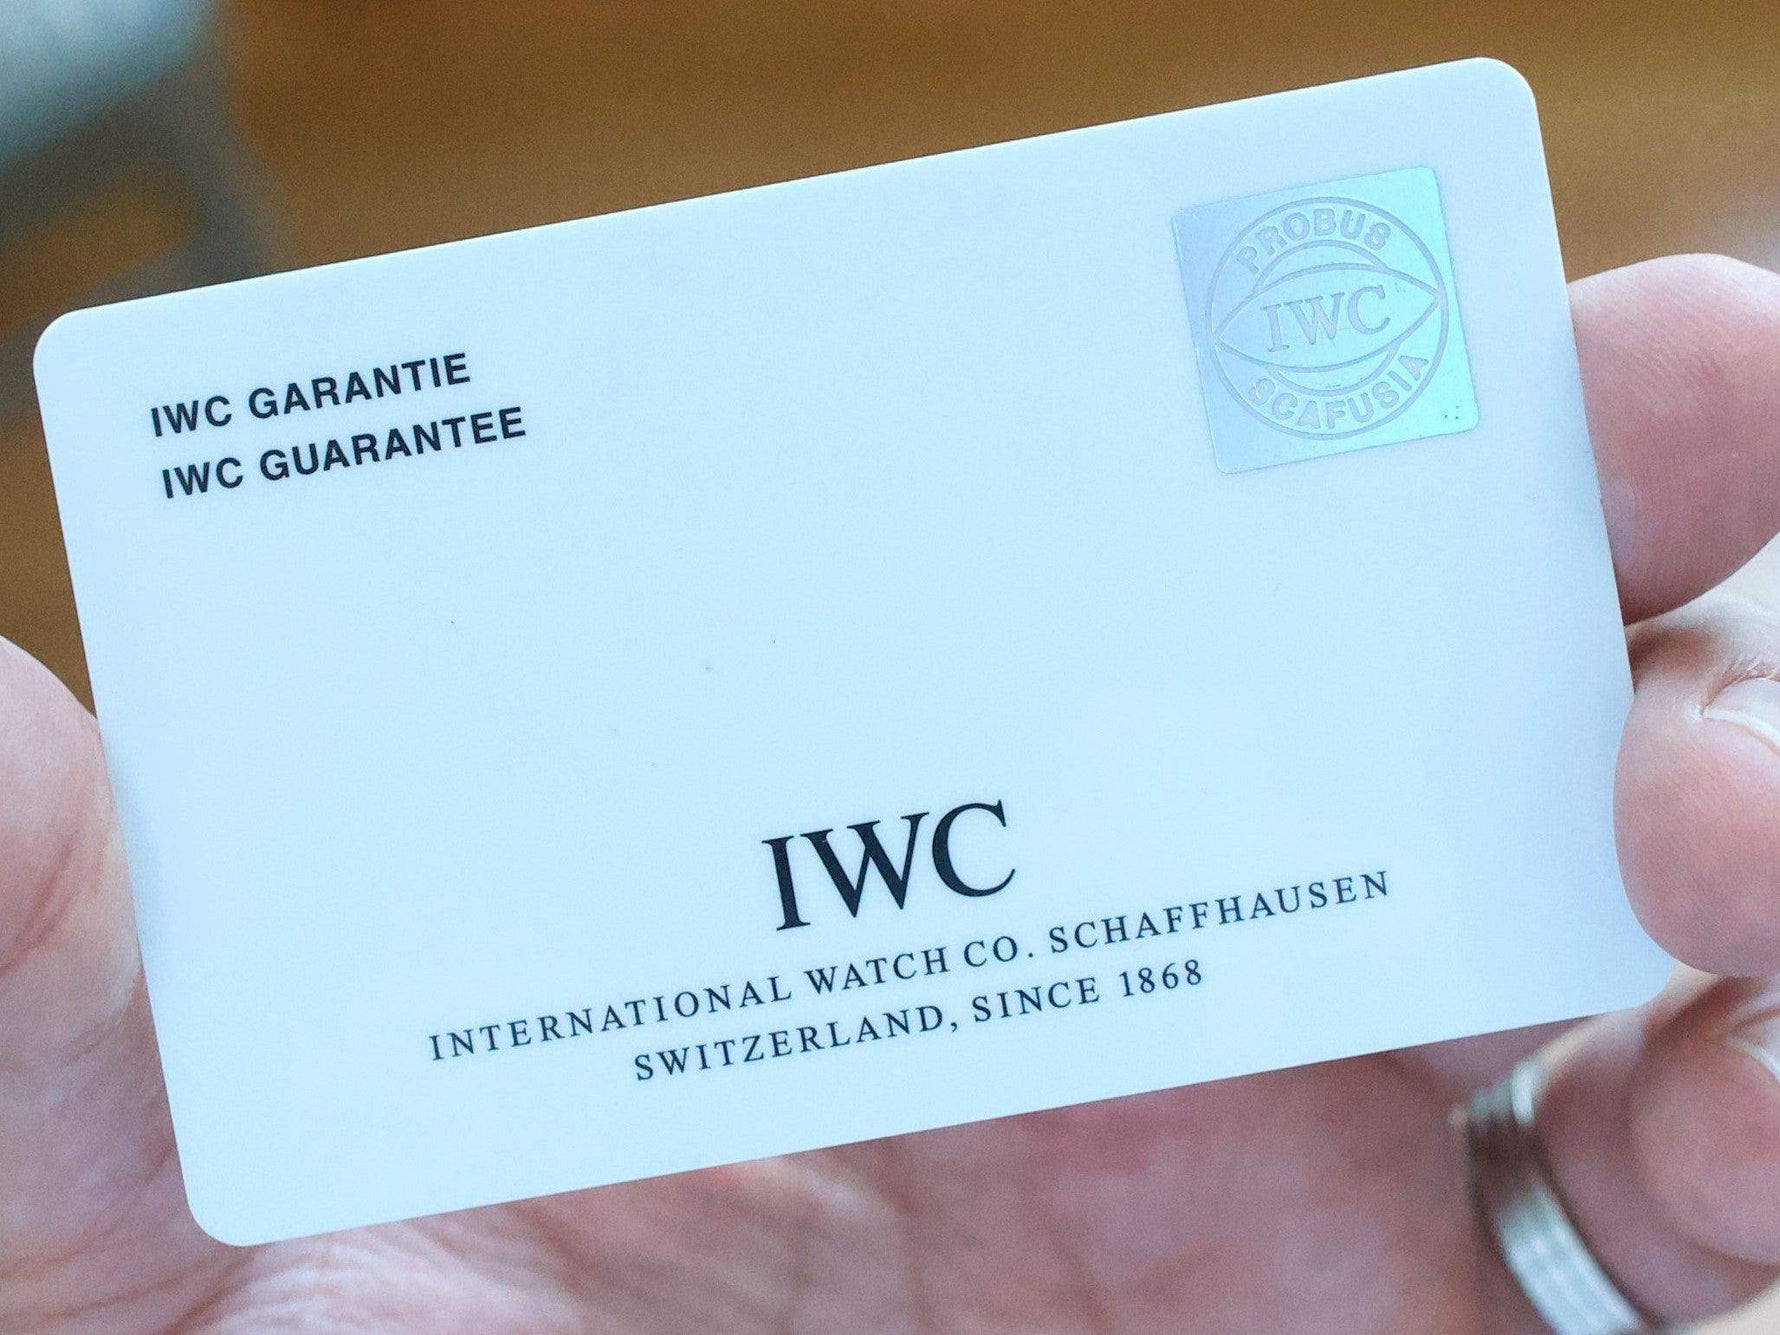 IWC GARANTIE
IWC GUARANTEE
PROBUS
IWC
SCAFUSIA
IWC
INTERNATIONAL WATCH CO. SCHAFFHAUSEN
SWITZERLAND, SINCE 1868